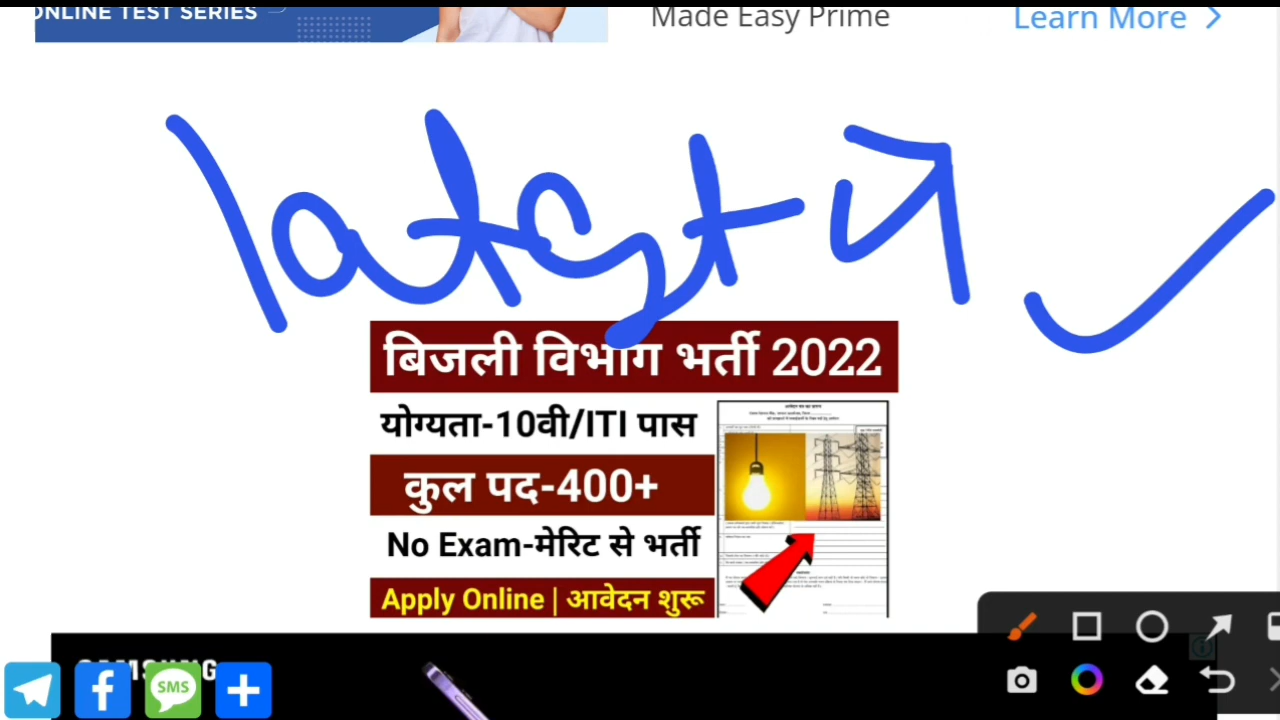 ONLINE TEST SERIES
Made Easy Prime
Learn More
latest में
बिजली विभाग भर्ती 2022
योग्यता-10वी/ITI पास
कुल पद-400+
No Exam-मेरिट से भर्ती
Apply Online | आवेदन शुरू
SAMSUNG
SMS